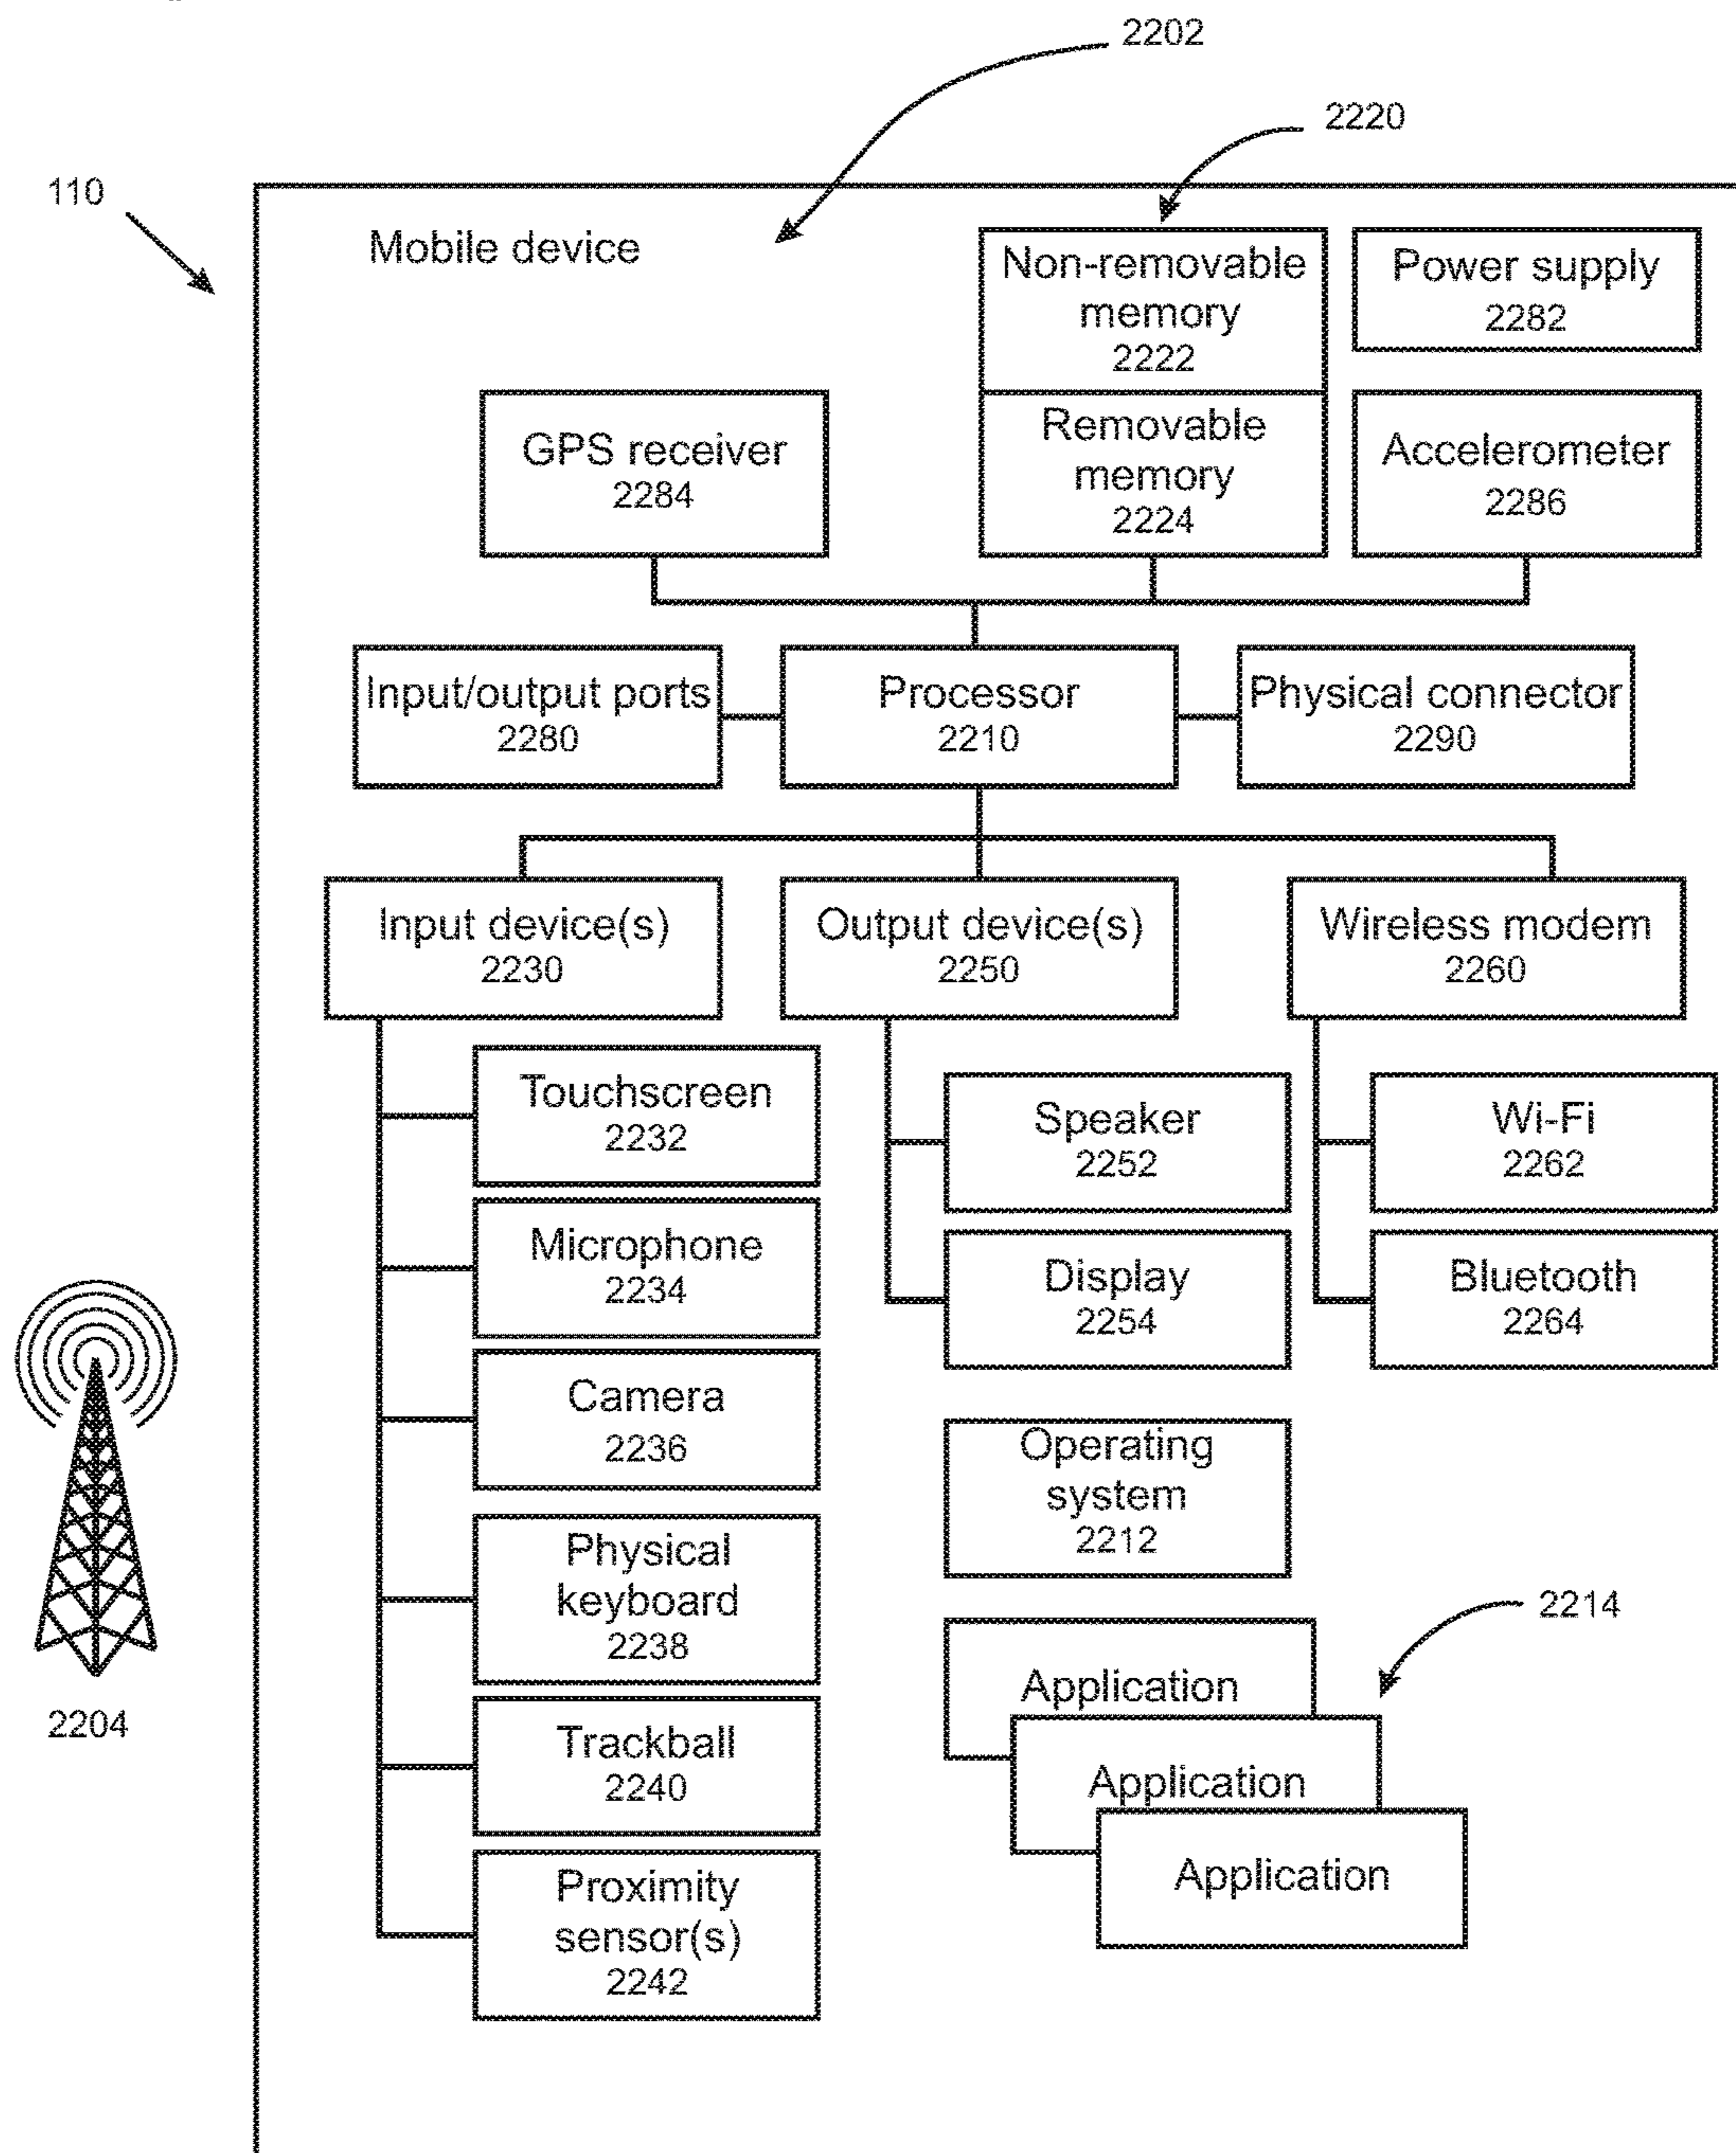 2202
2220
110
Mobile device
Non-removable
memory
2222
Power supply
2282
GPS receiver
2284
Removable
memory
2224
Accelerometer
2286
Input/output ports
2280
Processor
2210
Physical connector
2290
Input device(s)
2230
Output device(s)
2250
Wireless modem
2260
Touchscreen
2232
Speaker
2252
Wi-Fi
2262
Microphone
2234
Display
2254
Bluetooth
2264
Camera
2236
Operating
system
2212
Physical
keyboard
2238
2214
2204
Application
Trackball
2240
Application
Application
Proximity
sensor(s)
2242